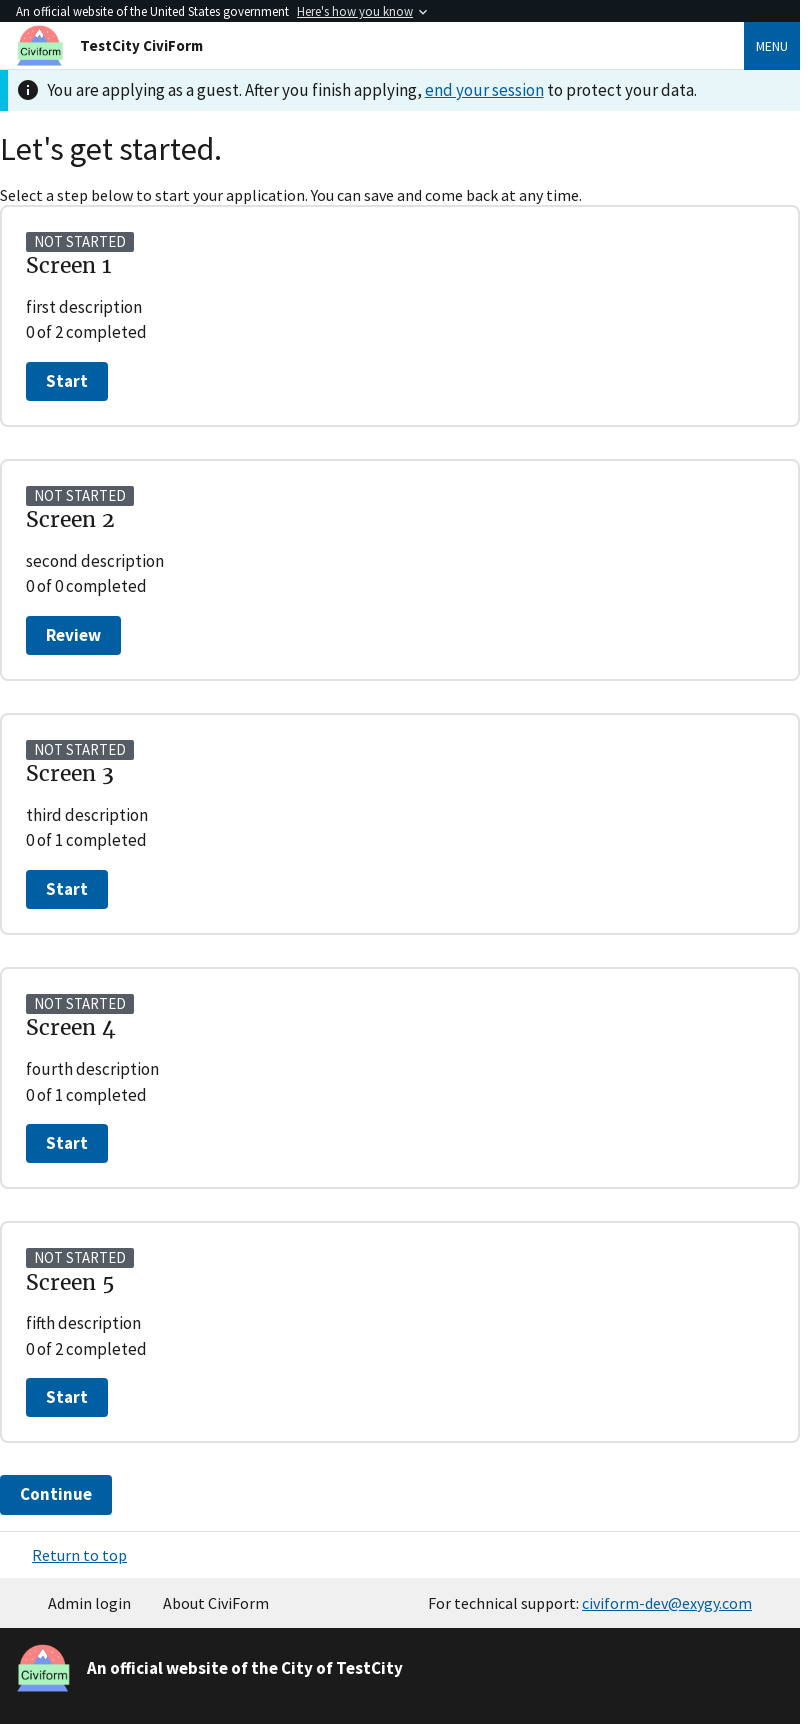 An official website of the United States government Here's how you know
Civiform TestCity CiviForm MENU
You are applying as a guest. After you finish applying, end your session to protect your data.
Let's get started.
Select a step below to start your application. You can save and come back at any time.
NOT STARTED
Screen 1
first description
0 of 2 completed
Start
NOT STARTED
Screen 2
second description
0 of 0 completed
Review
NOT STARTED
Screen 3
third description
0 of 1 completed
Start
NOT STARTED
Screen 4
fourth description
0 of 1 completed
Start
NOT STARTED
Screen 5
fifth description
0 of 2 completed
Start
Continue
Return to top
Admin login About CiviForm For technical support: civiform-dev@exygy.com
Civiform An official website of the City of TestCity